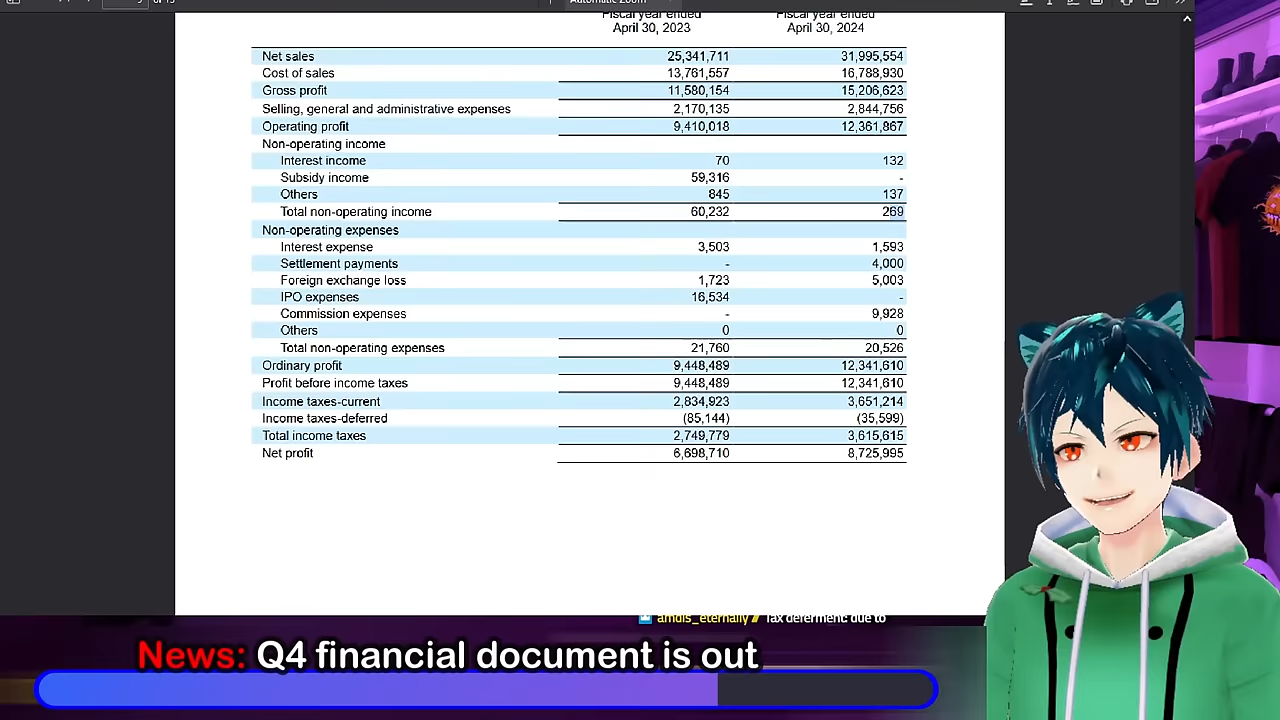 Automatic Zoom
Fiscal year ended Fiscal year ended
April 30, 2023 April 30, 2024
Net sales 25,341,711 31,995,554
Cost of sales 13,761,557 16,788,930
Gross profit 11,580,154 15,206,623
Selling, general and administrative expenses 2,170,135 2,844,756
Operating profit 9,410,018 12,361,867
Non-operating income
Interest income 70 132
Subsidy income 59,316 -
Others 845 137
Total non-operating income 60,232 269
Non-operating expenses
Interest expense 3,503 1,593
Settlement payments - 4,000
Foreign exchange loss 1,723 5,003
IPO expenses 16,534 -
Commission expenses - 9,928
Others 0 0
Total non-operating expenses 21,760 20,526
Ordinary profit 9,448,489 12,341,610
Profit before income taxes 9,448,489 12,341,610
Income taxes-current 2,834,923 3,651,214
Income taxes-deferred (85,144) (35,599)
Total income taxes 2,749,779 3,615,615
Net profit 6,698,710 8,725,995
amdis_eternally // Tax deferment: due to
News: Q4 financial document is out